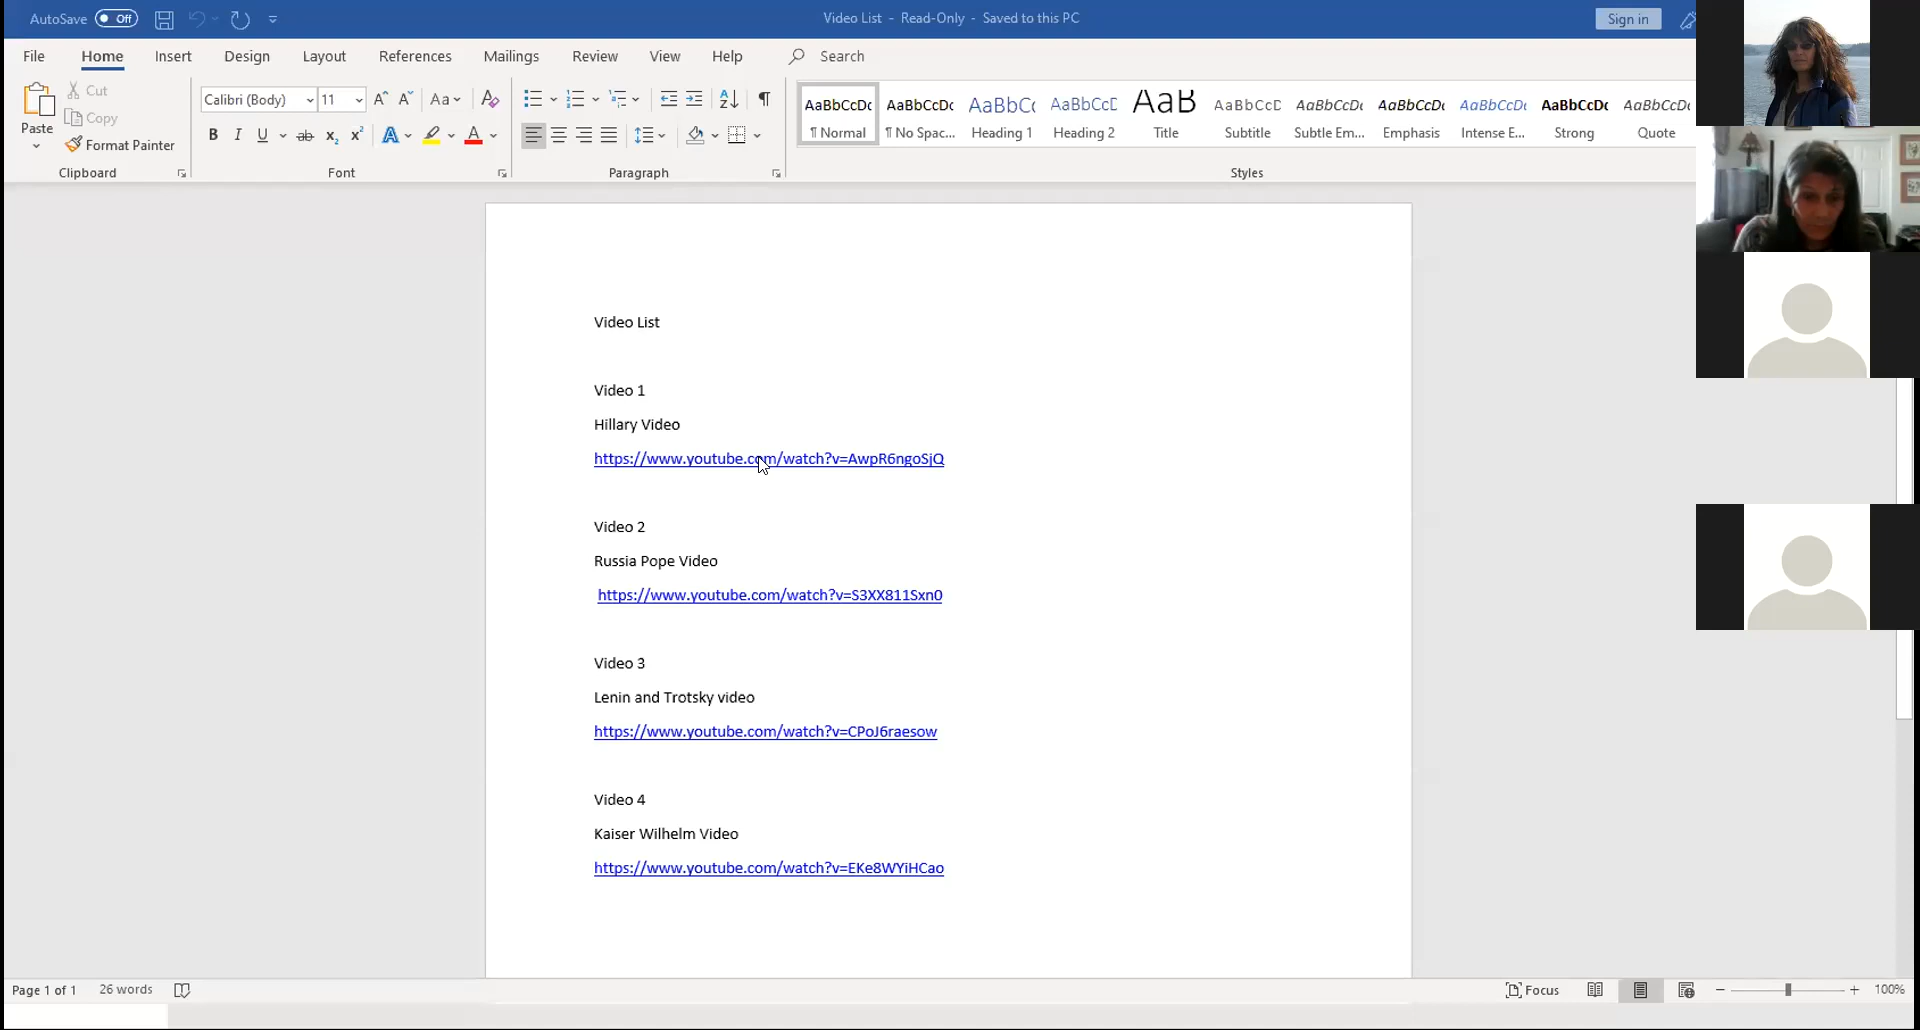 AutoSave Off
Video List - Read-Only - Saved to this PC
Sign in
File Home Insert Design Layout References Mailings Review View Help Search
Paste
Cut
Copy
Format Painter
Clipboard
Calibri (Body) 11
Font
Paragraph
AaBbCcDc AaBbCcDc AaBbC AaBbCcD AaB AaBbCcD AaBbCcDc AaBbCcDc AaBbCcDc AaBbCcDc AaBbCcDc
¶ Normal ¶ No Spac... Heading 1 Heading 2 Title Subtitle Subtle Em... Emphasis Intense E... Strong Quote
Styles
Video List
Video 1
Hillary Video
https://www.youtube.com/watch?v=AwpR6ngoSjQ
Video 2
Russia Pope Video
https://www.youtube.com/watch?v=S3XX811Sxn0
Video 3
Lenin and Trotsky video
https://www.youtube.com/watch?v=CPoJ6raesow
Video 4
Kaiser Wilhelm Video
https://www.youtube.com/watch?v=EKe8WYiHCao
Page 1 of 1 26 words
Focus
100%